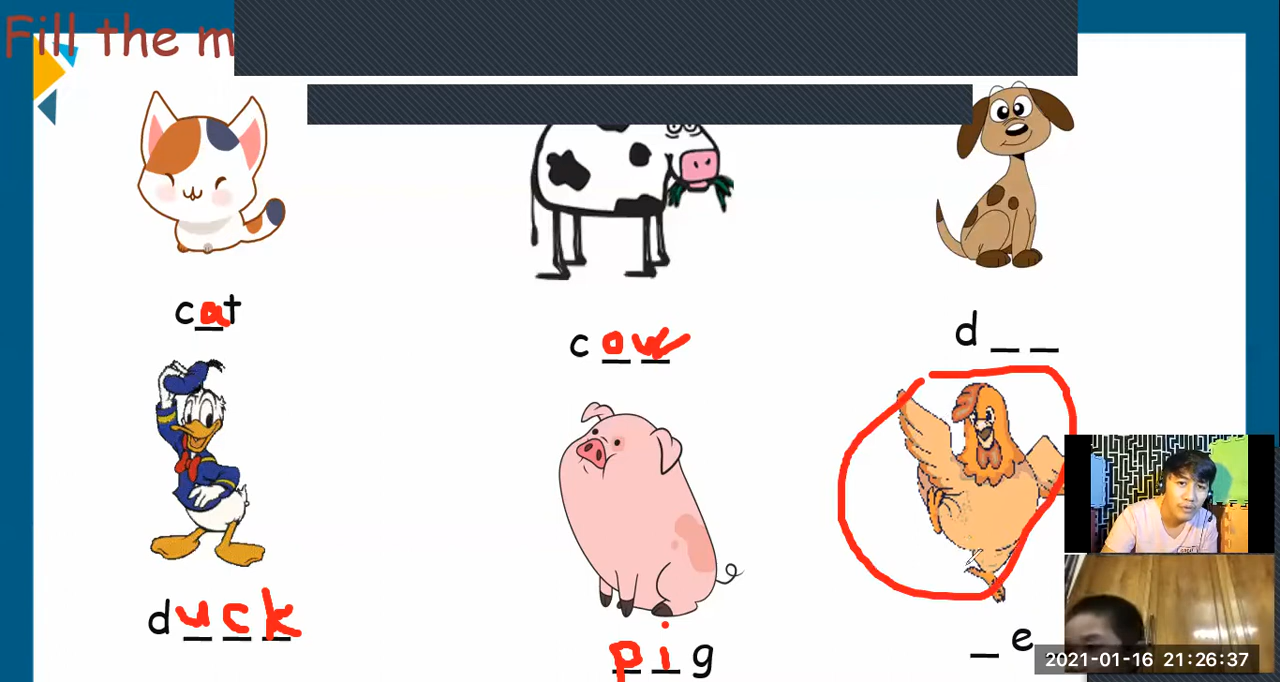 Fill the
cat
cow
d _ _
duck
pig
_ e
2021-01-16 21:26:37